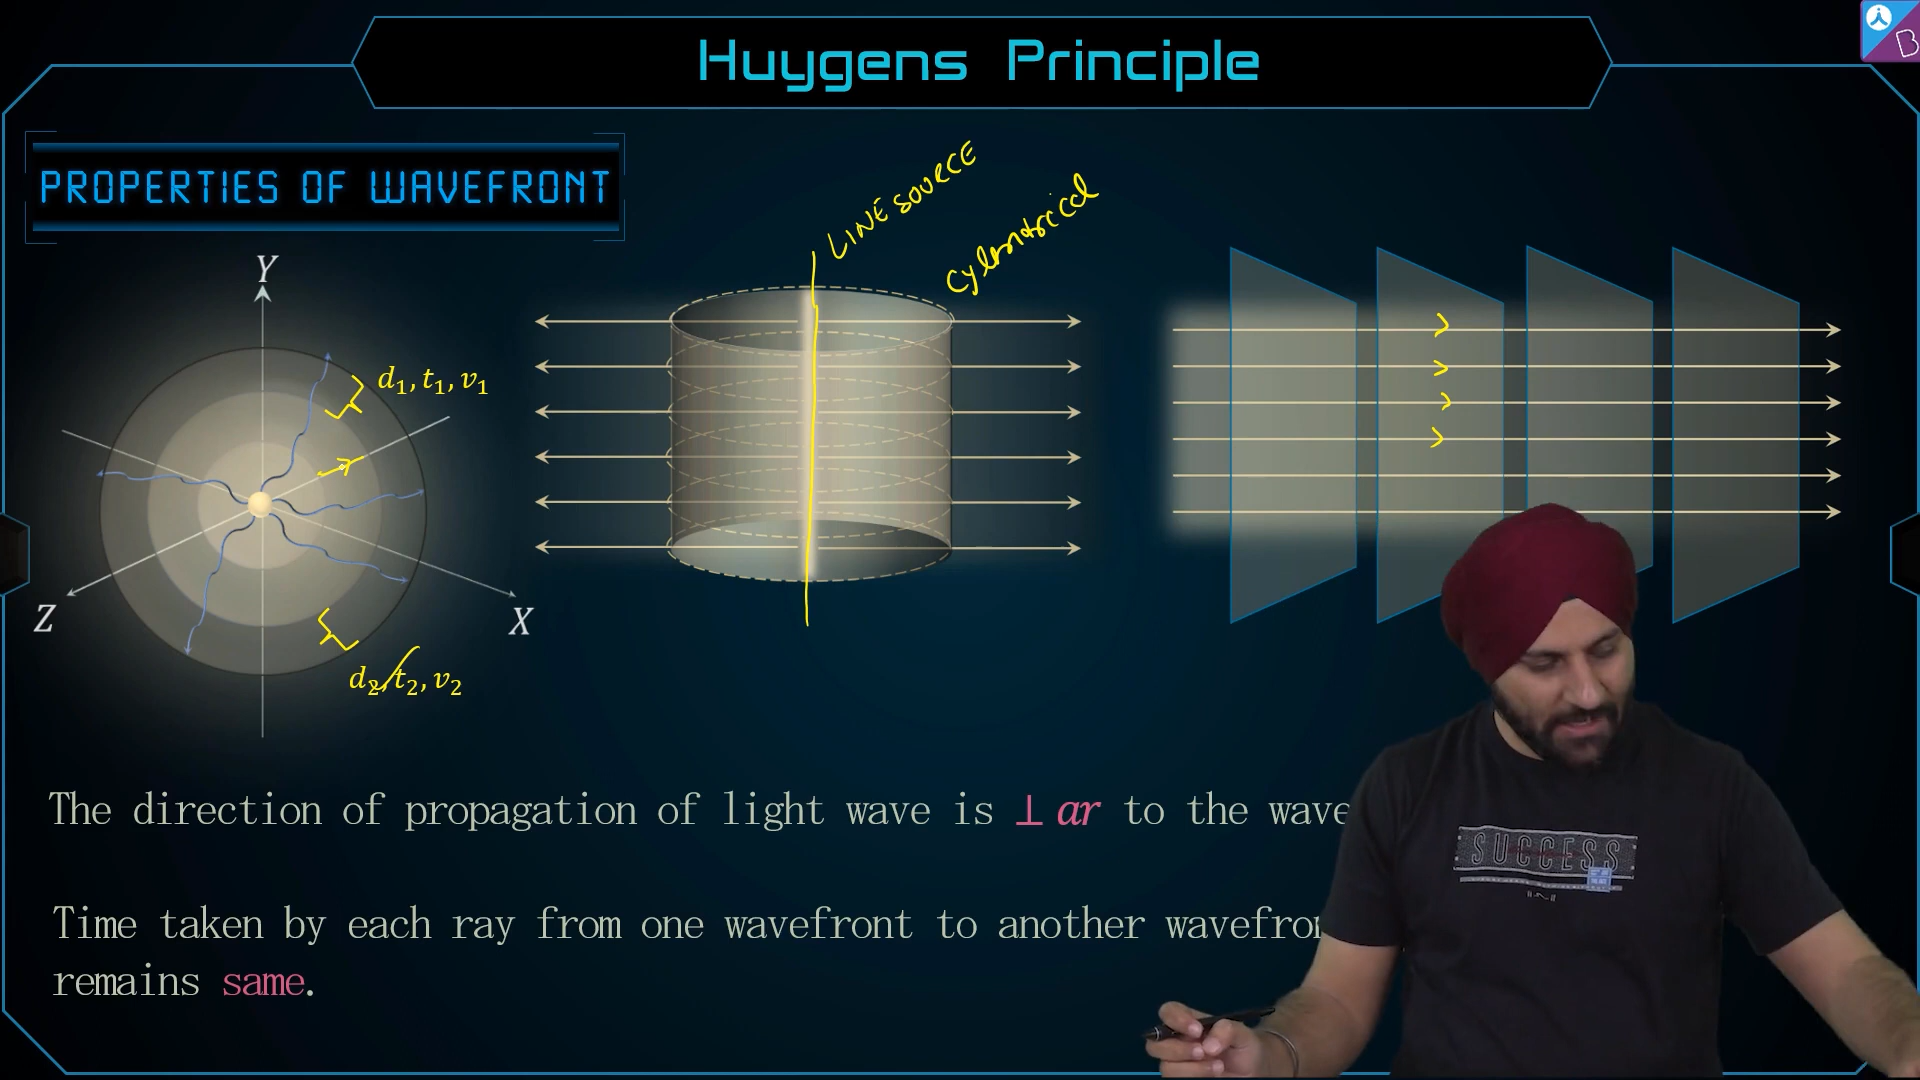 Huygens Principle
B
PROPERTIES OF WAVEFRONT
LINE SOURCE
Cylentricel
Y
d₁, t₁, v₁
Z
X
d₂, t₂, v₂
The direction of propagation of light wave is ⊥ ar to the wave
Time taken by each ray from one wavefront to another wavefron
remains same.
SUCCESS